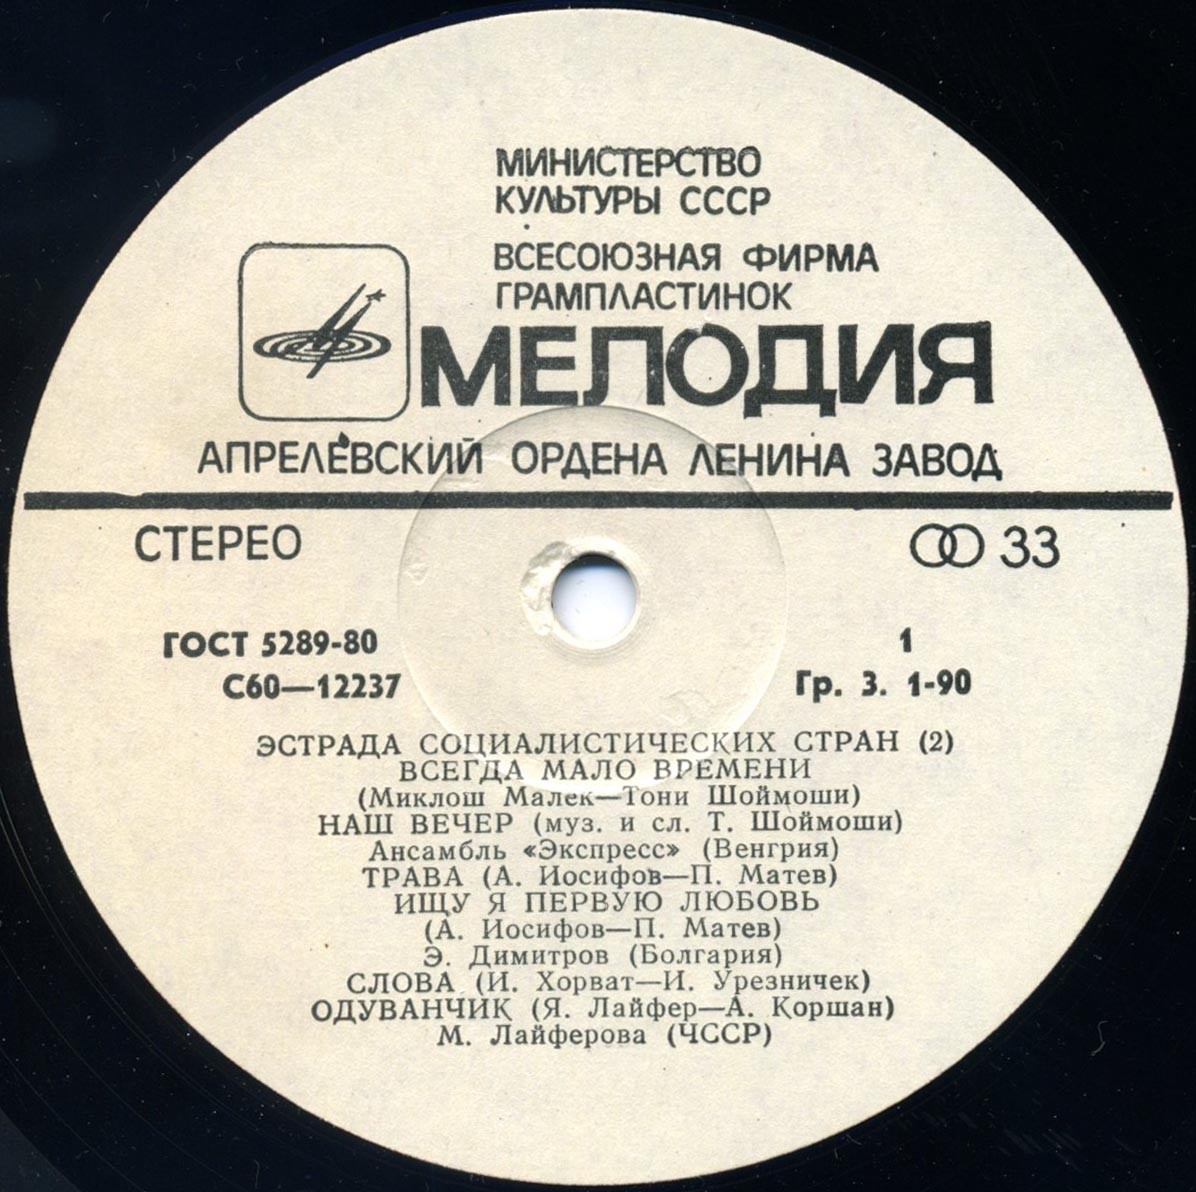 МИНИСТЕРСТВО
КУЛЬТУРЫ СССР
ВСЕСОЮЗНАЯ ФИРМА
ГРАМПЛАСТИНОК
МЕЛОДИЯ
АПРЕЛЕВСКИЙ ОРДЕНА ЛЕНИНА ЗАВОД
СТЕРЕО 33
ГОСТ 5289-80 1
С60—12237 Гр. 3. 1-90
ЭСТРАДА СОЦИАЛИСТИЧЕСКИХ СТРАН (2)
ВСЕГДА МАЛО ВРЕМЕНИ
(Миклош Малек—Тони Шоймоши)
НАШ ВЕЧЕР (муз. и сл. Т. Шоймоши)
Ансамбль «Экспресс» (Венгрия)
ТРАВА (А. Иосифов—П. Матев)
ИЩУ Я ПЕРВУЮ ЛЮБОВЬ
(А. Иосифов—П. Матев)
Э. Димитров (Болгария)
СЛОВА (И. Хорват—И. Урезничек)
ОДУВАНЧИК (Я. Лайфер—А. Коршан)
М. Лайферова (ЧССР)